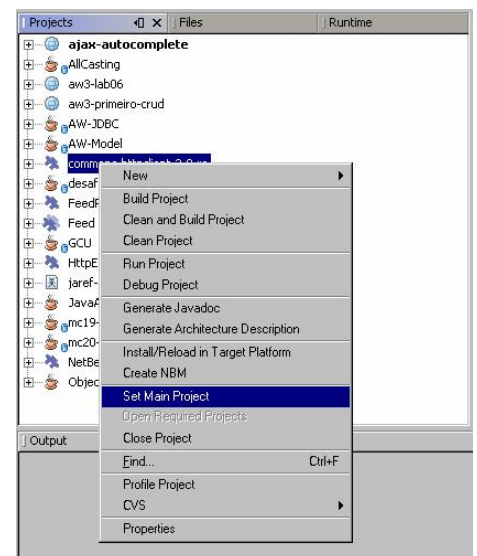 Projects
Files
Runtime
ajax-autocomplete
AllCasting
aw3-lab06
aw3-primeiro-crud
AW-JDBC
AW-Model
desaf
FeedF
Feed
GCU
HttpE
jaref-
JavaA
mc19-
mc20-
NetBe
Objec
New
Build Project
Clean and Build Project
Clean Project
Run Project
Debug Project
Generate Javadoc
Generate Architecture Description
Install/Reload in Target Platform
Create NBM
Set Main Project
Open Required Projects
Close Project
Find... Ctrl+F
Profile Project
CVS
Properties
Output